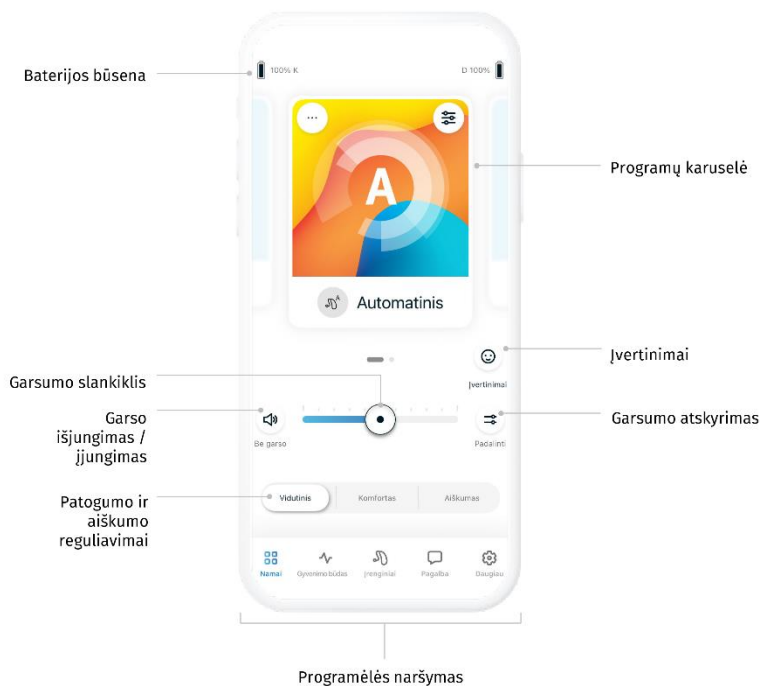 Baterijos būsena
100% K
D 100%
...
A
Programų karuselė
Automatinis
Įvertinimai
Įvertinimai
Garsumo slankiklis
Garso
išjungimas /
įjungimas
Be garso
Padalinti
Garsumo atskyrimas
Patogumo ir
aiškumo
reguliavimai
Vidutinis
Komfortas
Aiškumas
Namai
Gyvenimo būdas
Įrenginiai
Pagalba
Daugiau
Programėlės naršymas